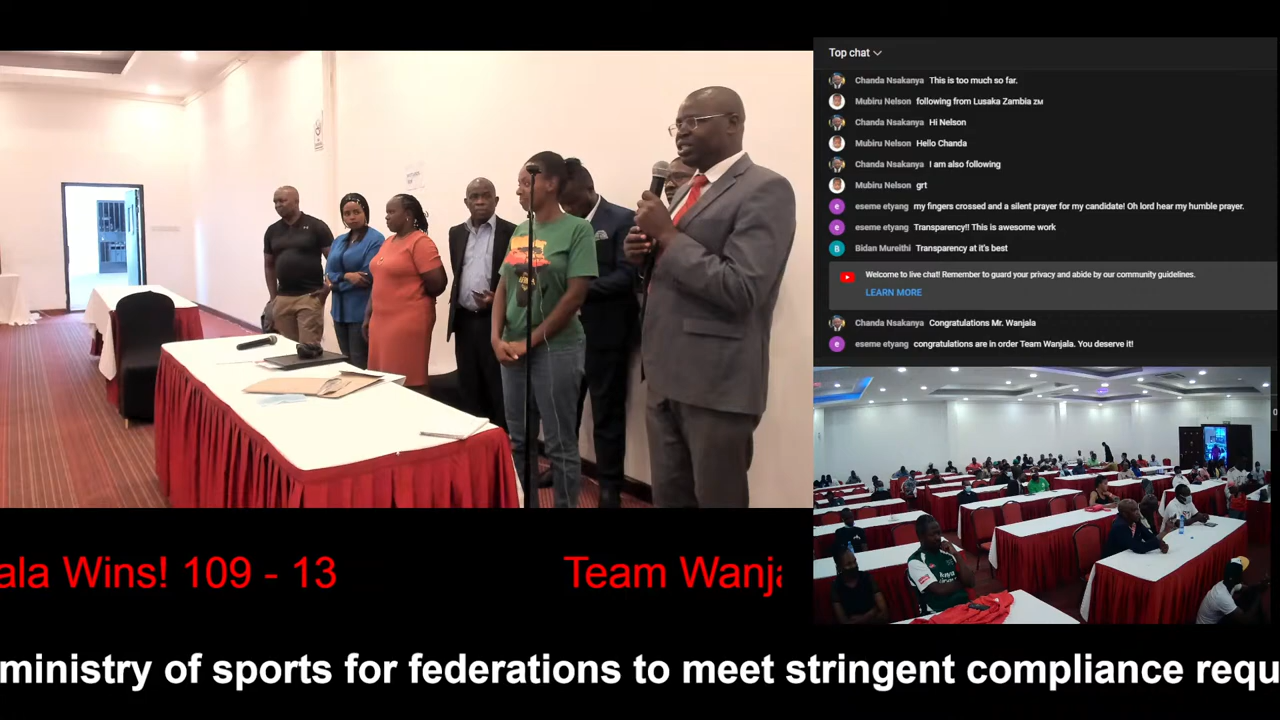 Top chat
Chanda Nsakanya This is too much so far.
Mubiru Nelson following from Lusaka Zambia ZM
Chanda Nsakanya Hi Nelson
Mubiru Nelson Hello Chanda
Chanda Nsakanya I am also following
Mubiru Nelson grt
e eseme etyang my fingers crossed and a silent prayer for my candidate! Oh lord hear my humble prayer.
e eseme etyang Transparency!! This is awesome work
B Bidan Mureithi Transparency at it's best
Welcome to live chat! Remember to guard your privacy and abide by our community guidelines.
LEARN MORE
Chanda Nsakanya Congratulations Mr. Wanjala
e eseme etyang congratulations are in order Team Wanjala. You deserve it!
ala Wins! 109 - 13 Team Wanja
ministry of sports for federations to meet stringent compliance requ